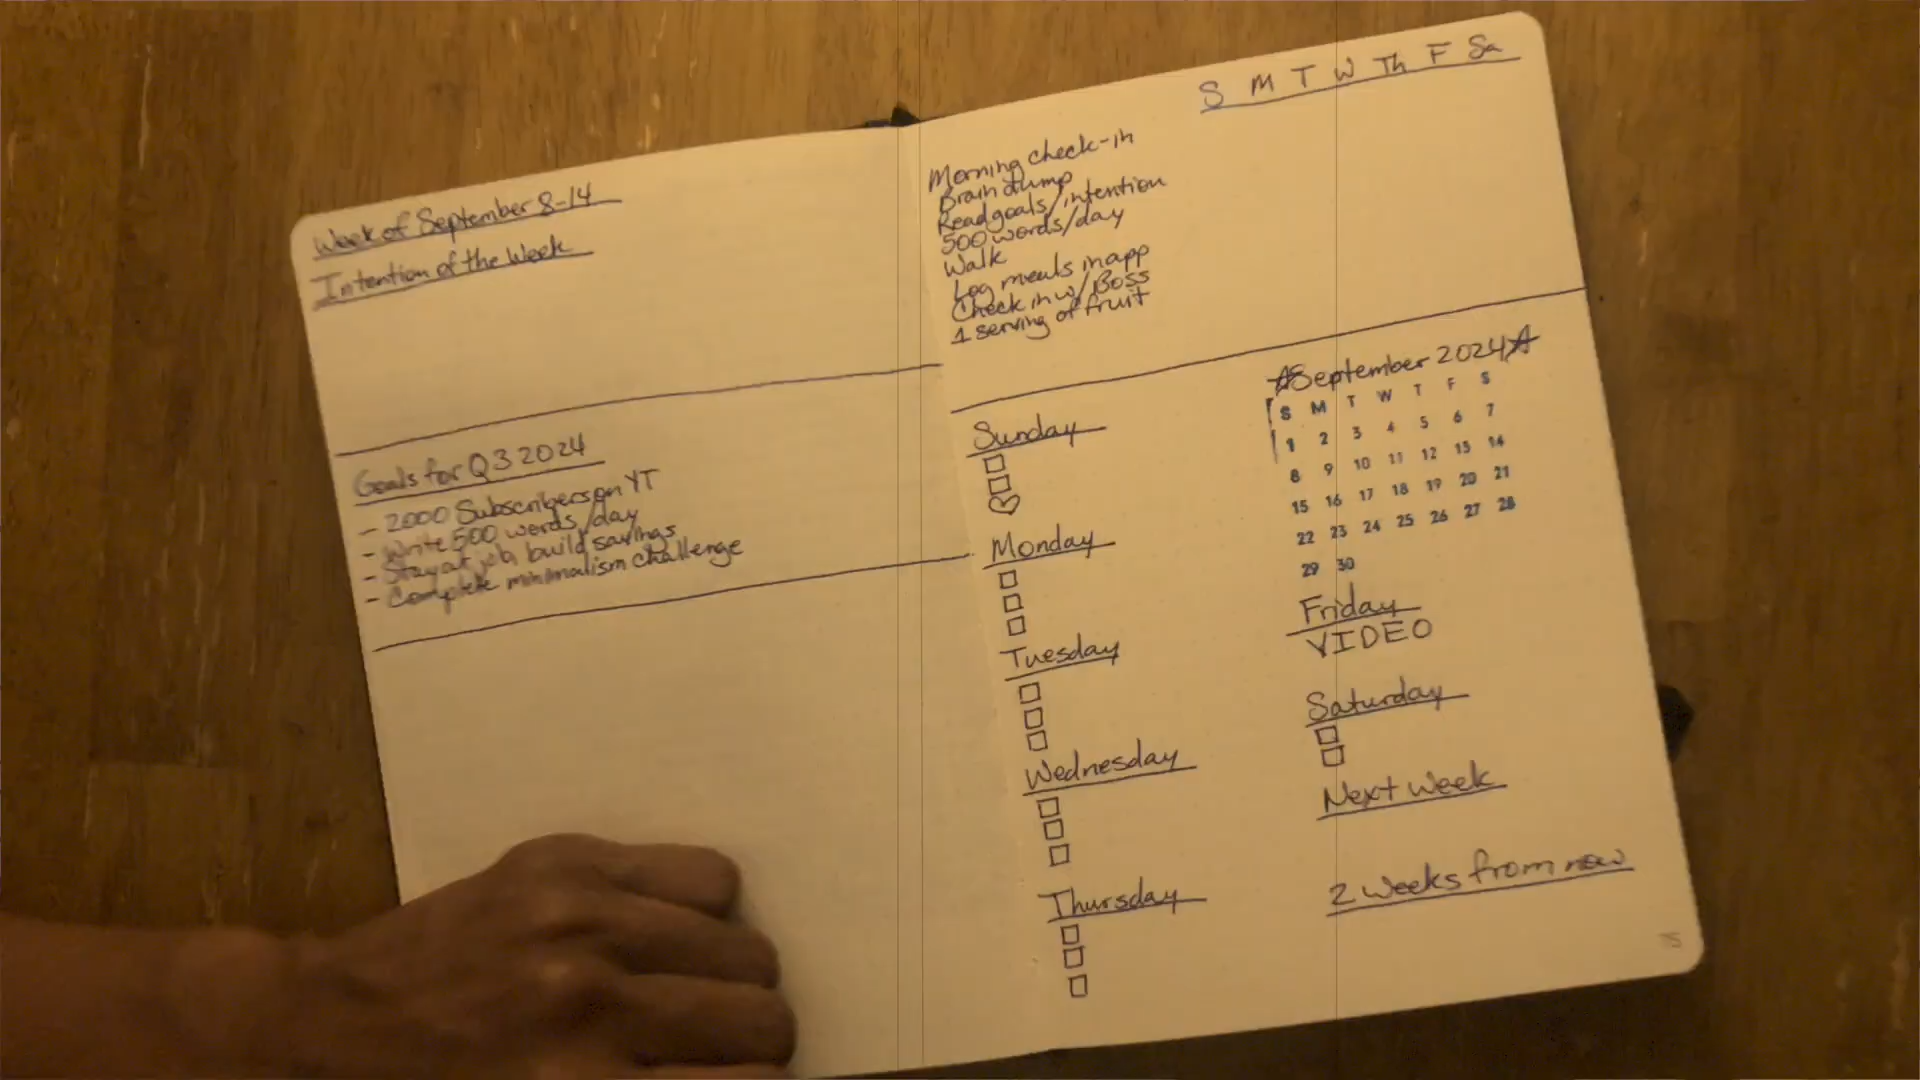 Week of September 8-14
Intention of the Week
Goals for Q3 2024
- 2000 Subscribers on YT
- Write 500 words/day
- Stay at job, build savings
- Complete minimalism challenge
S M T W Th F Sa
Morning check-in
Brain dump
Read goals/intention
500 words/day
Walk
Log meals in app
Check in w/Boss
1 serving of fruit
Sunday
Monday
Tuesday
Wednesday
Thursday
September 2024
S M T W T F S
1 2 3 4 5 6 7
8 9 10 11 12 13 14
15 16 17 18 19 20 21
22 23 24 25 26 27 28
29 30
Friday
VIDEO
Saturday
Next Week
2 Weeks from now
75